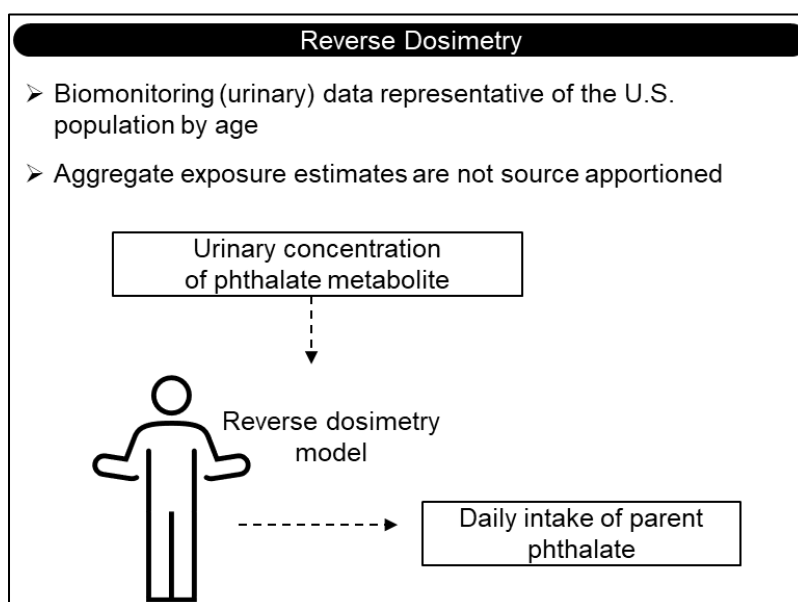 Reverse Dosimetry
➢ Biomonitoring (urinary) data representative of the U.S.
population by age
➢ Aggregate exposure estimates are not source apportioned
Urinary concentration
of phthalate metabolite
Reverse dosimetry
model
Daily intake of parent
phthalate